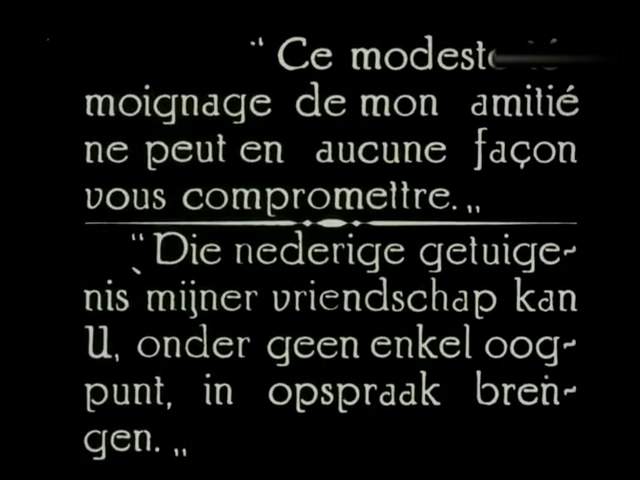 " Ce modeste
moignage de mon amitié
ne peut en aucune façon
vous compromettre. „
" Die nederige getuige-
nis mijner vriendschap kan
U, onder geen enkel oog-
punt, in opspraak bren-
gen. „